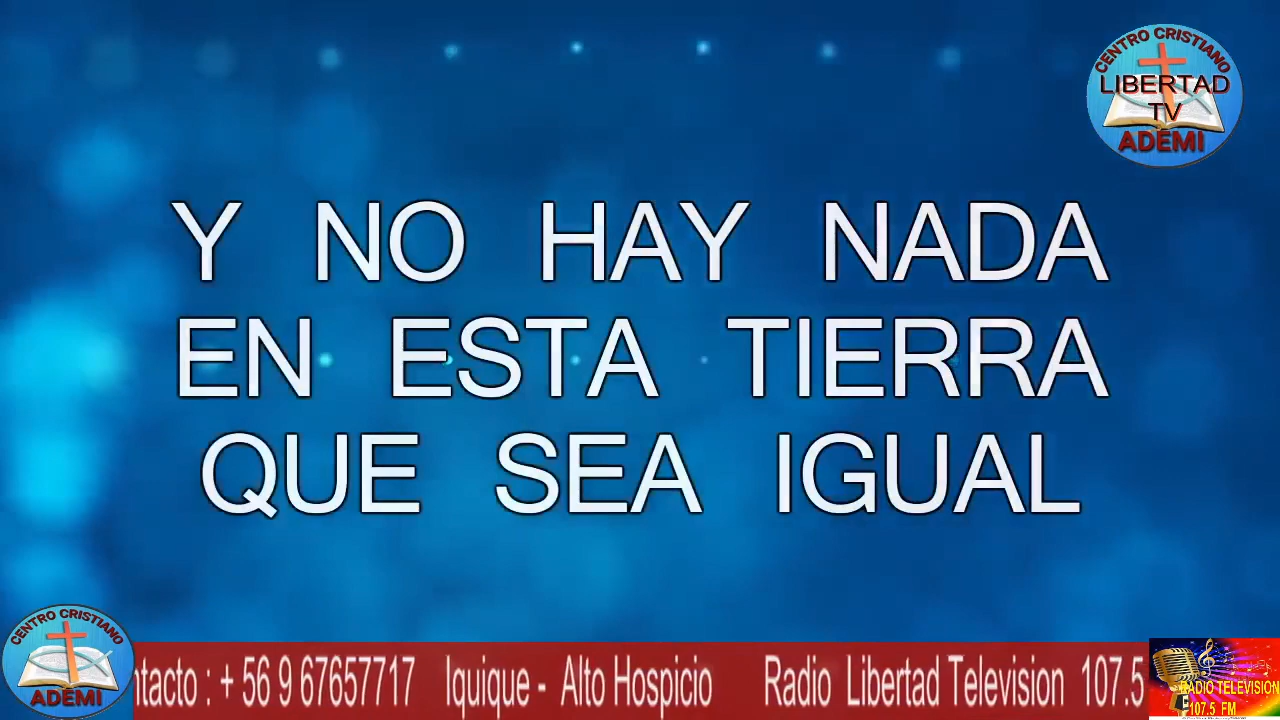 CENTRO CRISTIANO
LIBERTAD
TV
ADEMI
Y NO HAY NADA
EN ESTA TIERRA
QUE SEA IGUAL
CENTRO CRISTIANO
ADEMI
ntacto : + 56 9 67657717 Iquique - Alto Hospicio Radio Libertad Television 107.5
RADIO TELEVISION
107.5 FM